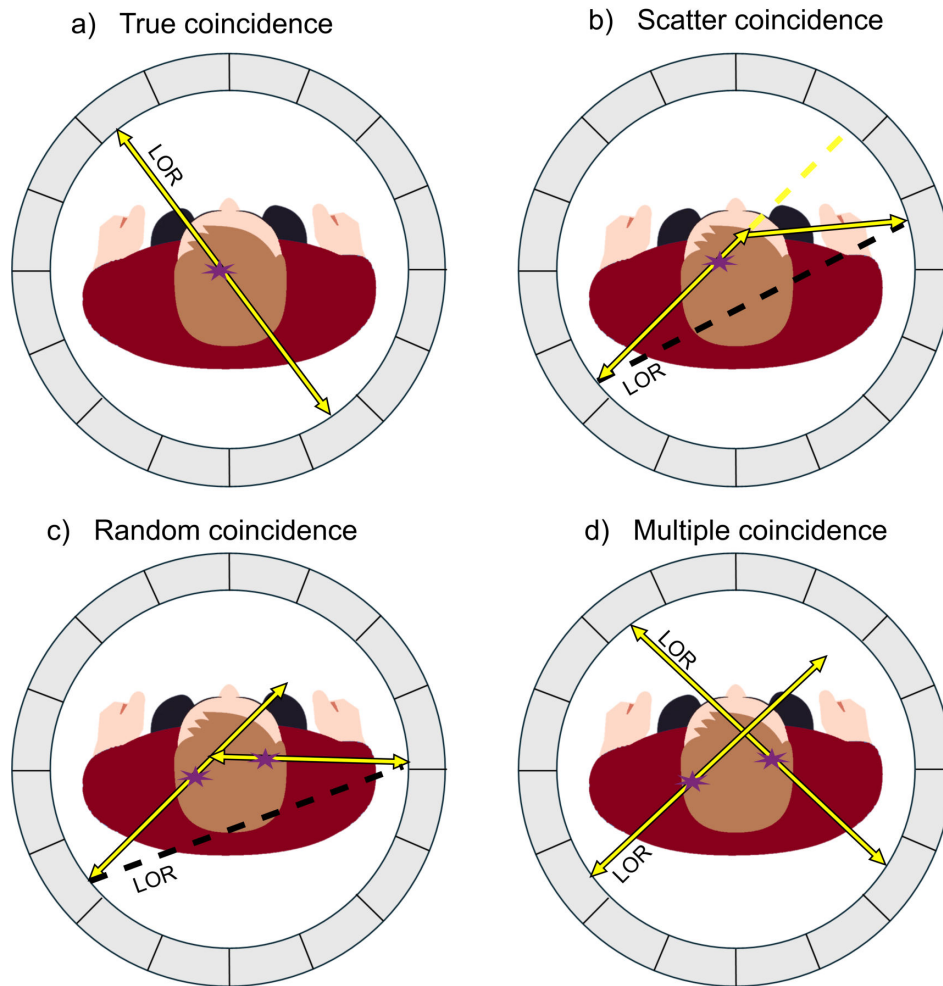 a) True coincidence
b) Scatter coincidence
LOR
LOR
c) Random coincidence
d) Multiple coincidence
LOR
LOR
LOR